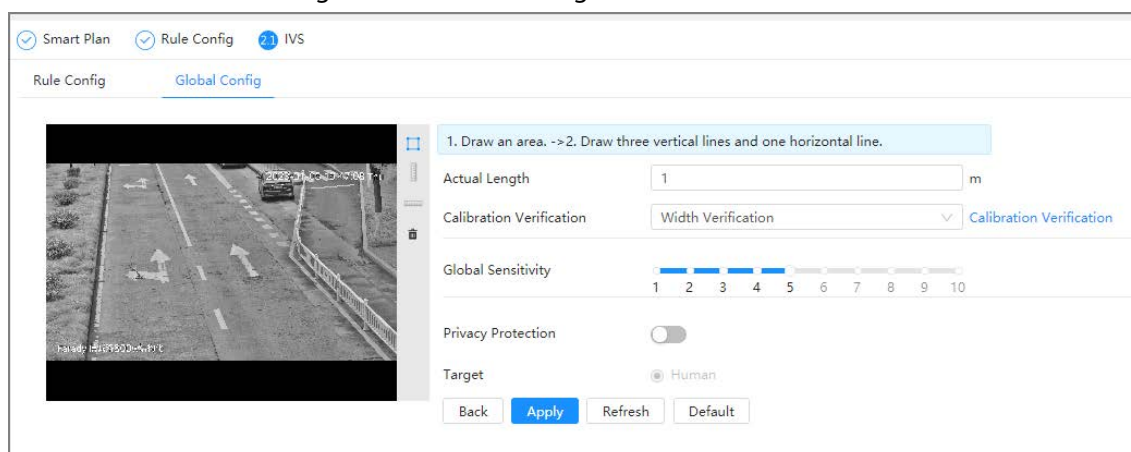 Smart Plan Rule Config 2.1 IVS
Rule Config Global Config
1. Draw an area. ->2. Draw three vertical lines and one horizontal line.
Actual Length 1 m
Calibration Verification Width Verification Calibration Verification
Global Sensitivity
1 2 3 4 5 6 7 8 9 10
Privacy Protection
Target Human
Back Apply Refresh Default